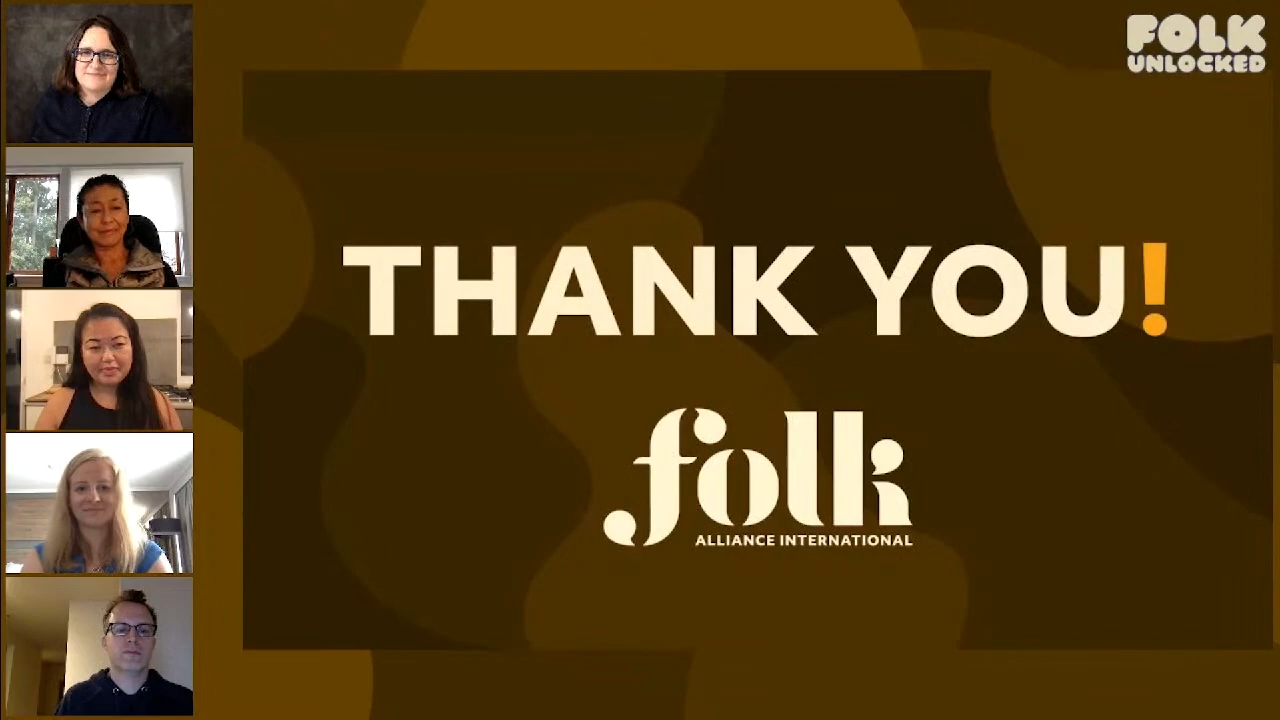 FOLK
UNLOCKED
THANK YOU!
folk
ALLIANCE INTERNATIONAL